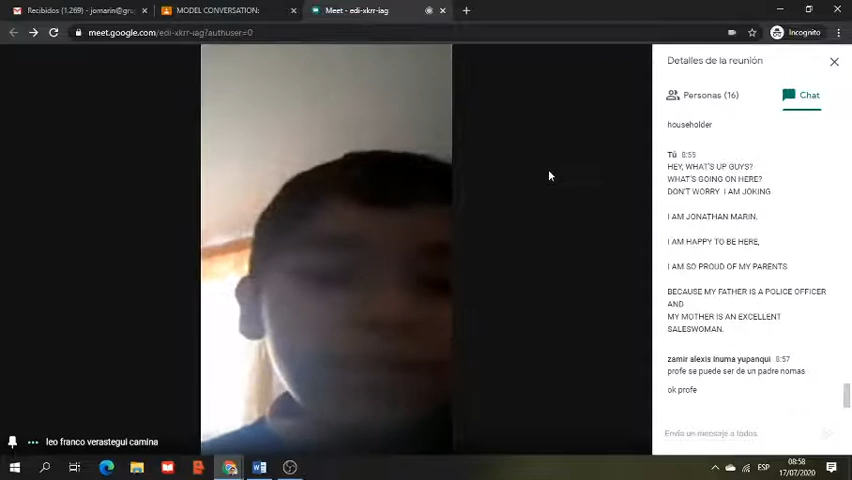 Recibidos (1.269) - jomarin@gru
MODEL CONVERSATION:
Meet - edi-xkrr-iag
meet.google.com/edi-xkrr-iag?authuser=0
Incognito
Detalles de la reunión
Personas (16)
Chat
householder
Tú 8:55
HEY, WHAT'S UP GUYS?
WHAT'S GOING ON HERE?
DON'T WORRY I AM JOKING
I AM JONATHAN MARIN.
I AM HAPPY TO BE HERE,
I AM SO PROUD OF MY PARENTS
BECAUSE MY FATHER IS A POLICE OFFICER
AND
MY MOTHER IS AN EXCELLENT
SALESWOMAN.
zamir alexis inuma yupanqui 8:57
profe se puede ser de un padre nomas
ok profe
Envía un mensaje a todos
leo franco verastegui camina
ESP
08:58
17/07/2020